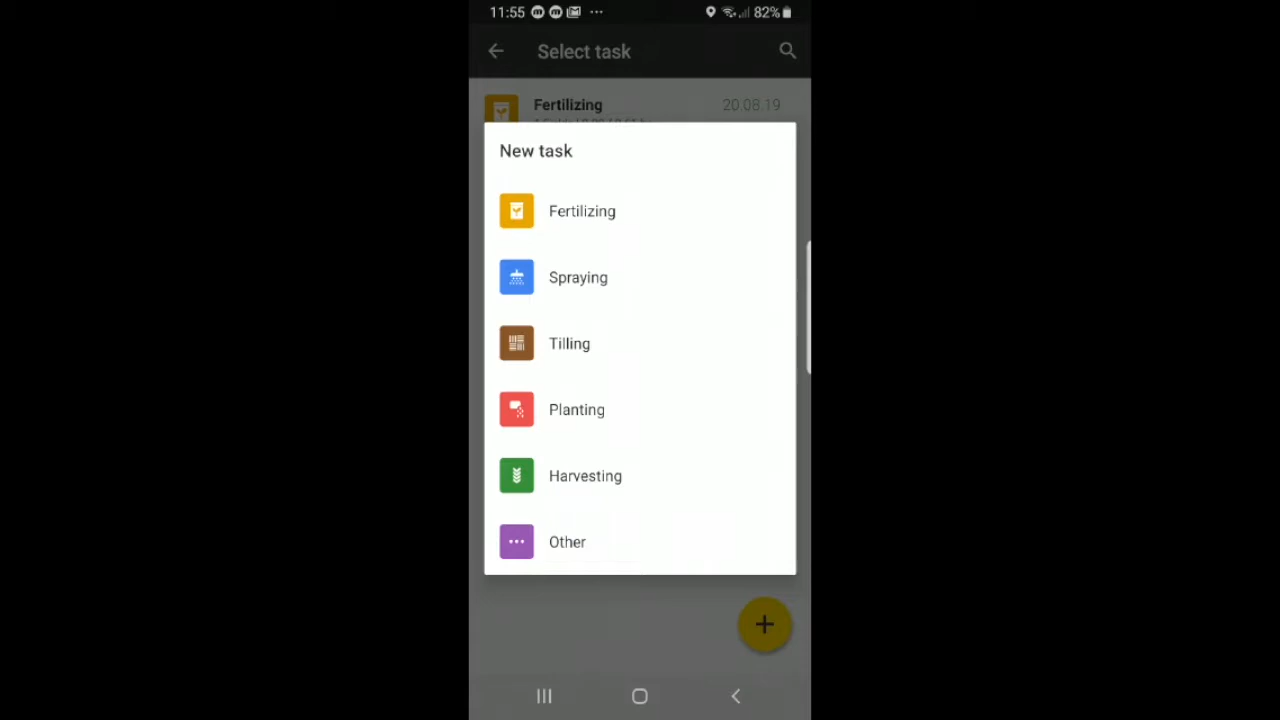 11:55 82%
Select task
Fertilizing 20.08.19
New task
Fertilizing
Spraying
Tilling
Planting
Harvesting
Other